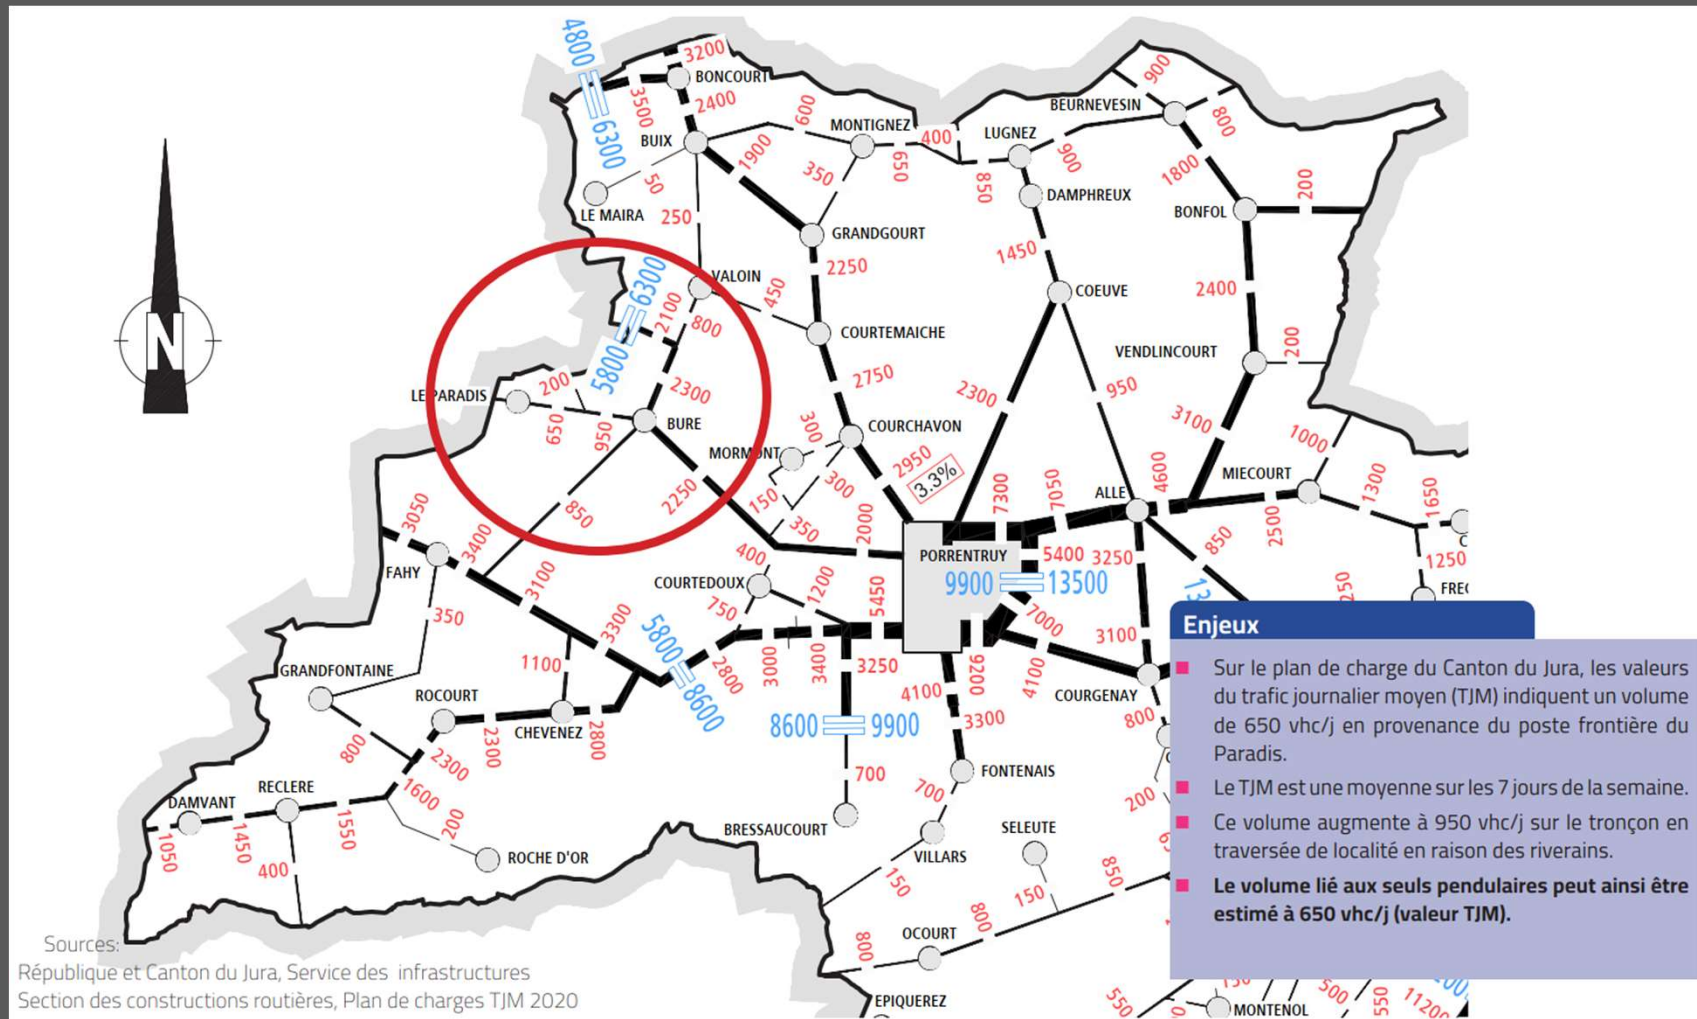 4800
6300
3200
BONCOURT
3500
2400
BUIX
600
MONTIGNEZ
400
LUGNEZ
BEURNEVESIN
900
800
1900
350
650
850
900
50
LE MAIRA
250
DAMPHREUX
1800
BONFOL
200
GRANDGOURT
2250
1450
6300
5800
VALOIN
2100
800
450
COURTEMAICHE
COEUVE
2400
VENDLINCOURT
200
N
LE PARADIS
200
650
950
2300
BURE
2750
2300
950
3100
300
COURCHAVON
MORMONT
2950
3.3%
1000
MIECOURT
1300
1650
850
2250
150
300
350
2000
7300
7050
ALLE
4600
850
2500
1250
3050
3400
FAHY
3100
400
PORRENTRUY
5400
3250
9900
13500
COURTEDOUX
1200
5450
750
350
3300
5800
8600
2800
3000
3400
3250
7000
3100
4100
4100
9200
3300
COURGENAY
800
GRANDFONTAINE
1100
ROCOURT
2300
CHEVENEZ
2800
8600
9900
800
2300
1600
RECLERE
DAMVANT
1050
1450
1550
400
200
ROCHE D'OR
700
BRESSAUCOURT
FONTENAIS
700
VILLARS
150
SELEUTE
150
850
200
OCOURT
800
800
EPIQUEREZ
550
MONTENOL
500
550
11200
Enjeux
Sur le plan de charge du Canton du Jura, les valeurs
du trafic journalier moyen (TJM) indiquent un volume
de 650 vhc/j en provenance du poste frontière du
Paradis.
Le TJM est une moyenne sur les 7 jours de la semaine.
Ce volume augmente à 950 vhc/j sur le tronçon en
traversée de localité en raison des riverains.
Le volume lié aux seuls pendulaires peut ainsi être
estimé à 650 vhc/j (valeur TJM).
Sources:
République et Canton du Jura, Service des infrastructures
Section des constructions routières, Plan de charges TJM 2020